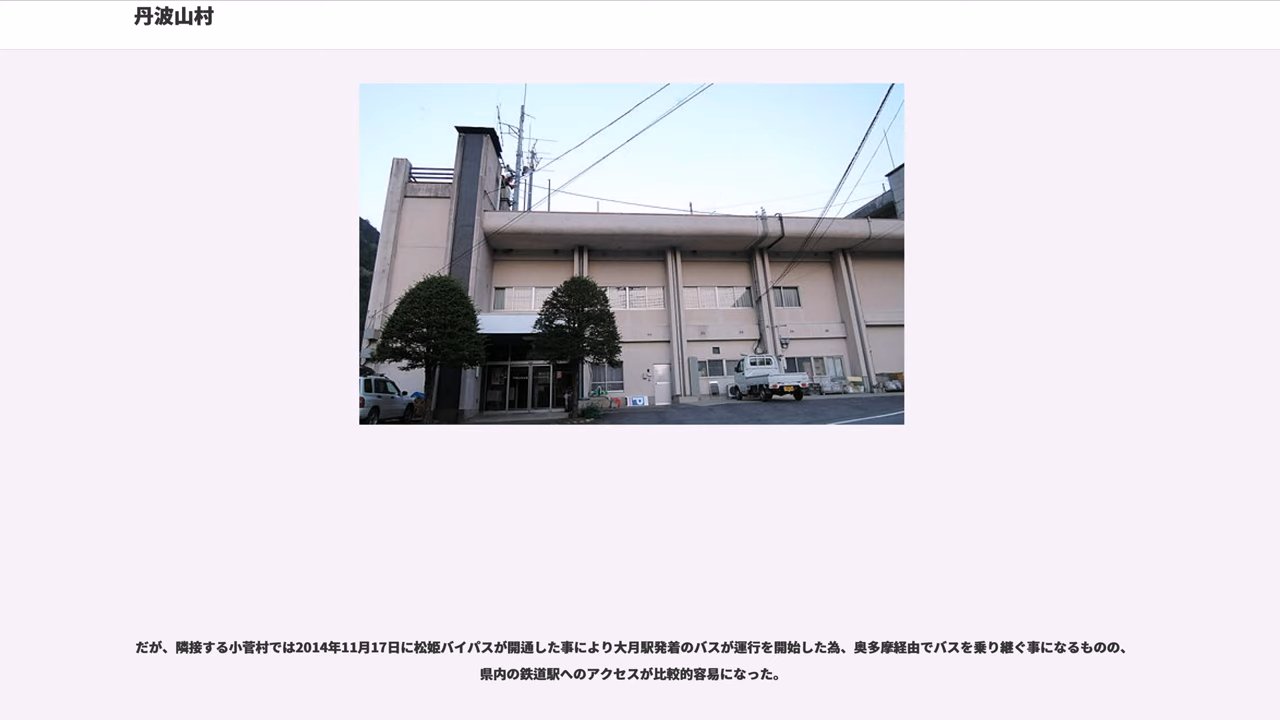 丹波山村
だが、隣接する小菅村では2014年11月17日に松姫バイパスが開通した事により大月駅発着のバスが運行を開始した為、奥多摩経由でバスを乗り継ぐ事になるものの、
県内の鉄道駅へのアクセスが比較的容易になった。